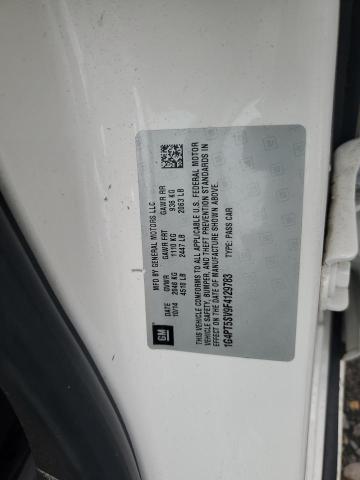 GM
MFD BY GENERAL MOTORS LLC
DATE GVWR GAWR FRT GAWR RR
10/14 2046 KG 1110 KG 936 KG
4510 LB 2447 LB 2063 LB
THIS VEHICLE CONFORMS TO ALL APPLICABLE U.S. FEDERAL MOTOR
VEHICLE SAFETY, BUMPER, AND THEFT PREVENTION STANDARDS IN
EFFECT ON THE DATE OF MANUFACTURE SHOWN ABOVE.
1G4PT5SV9F4129783 TYPE: PASS CAR